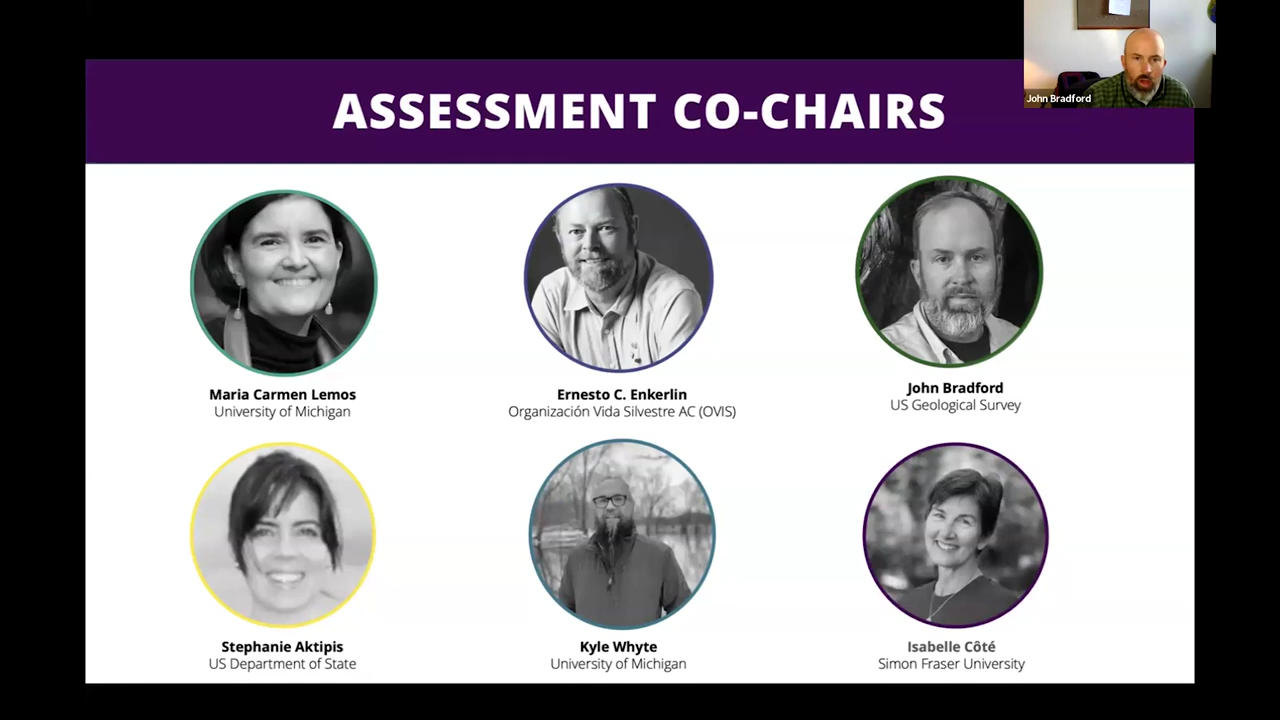 John Bradford
ASSESSMENT CO-CHAIRS
Maria Carmen Lemos
University of Michigan
Ernesto C. Enkerlin
Organización Vida Silvestre AC (OVIS)
John Bradford
US Geological Survey
Stephanie Aktipis
US Department of State
Kyle Whyte
University of Michigan
Isabelle Côté
Simon Fraser University